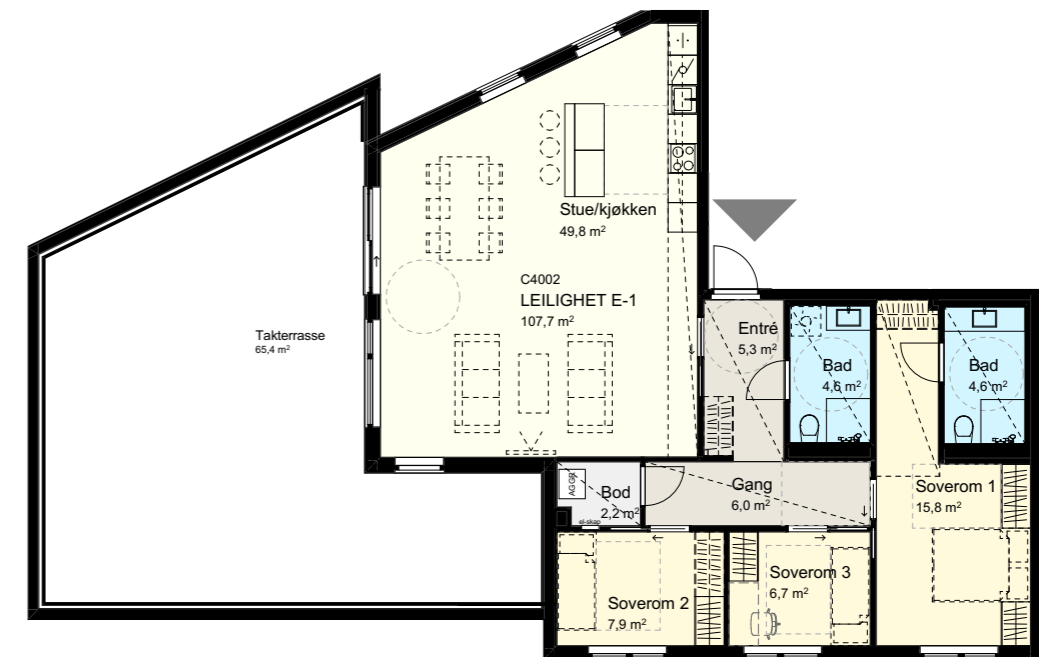 Stue/kjøkken
49,8 m²
C4002
LEILIGHET E-1
107,7 m²
Takterrasse
65,4 m²
Entré
5,3 m²
Bad
4,6 m²
Bad
4,6 m²
Bod
2,2 m²
el-skap
Gang
6,0 m²
Soverom 1
15,8 m²
Soverom 2
7,9 m²
Soverom 3
6,7 m²